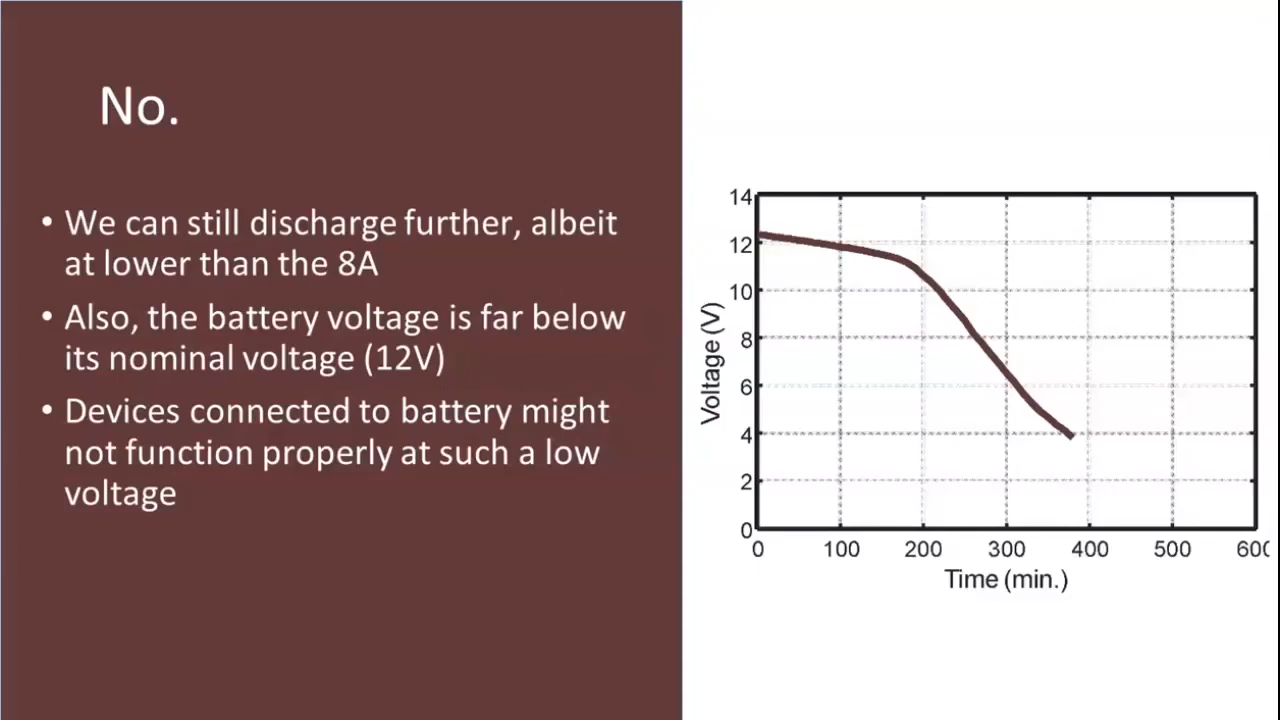 No.
• We can still discharge further, albeit
at lower than the 8A
• Also, the battery voltage is far below
its nominal voltage (12V)
• Devices connected to battery might
not function properly at such a low
voltage
14
12
10
8
6
4
2
0
Voltage (V)
0 100 200 300 400 500 600
Time (min.)